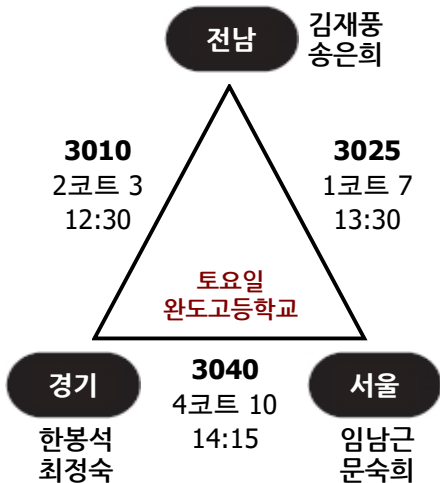 전남
김재풍
송은희
3010
2코트 3
12:30
3025
1코트 7
13:30
토요일
완도고등학교
경기
한봉석
최정숙
3040
4코트 10
14:15
서울
임남근
문숙희